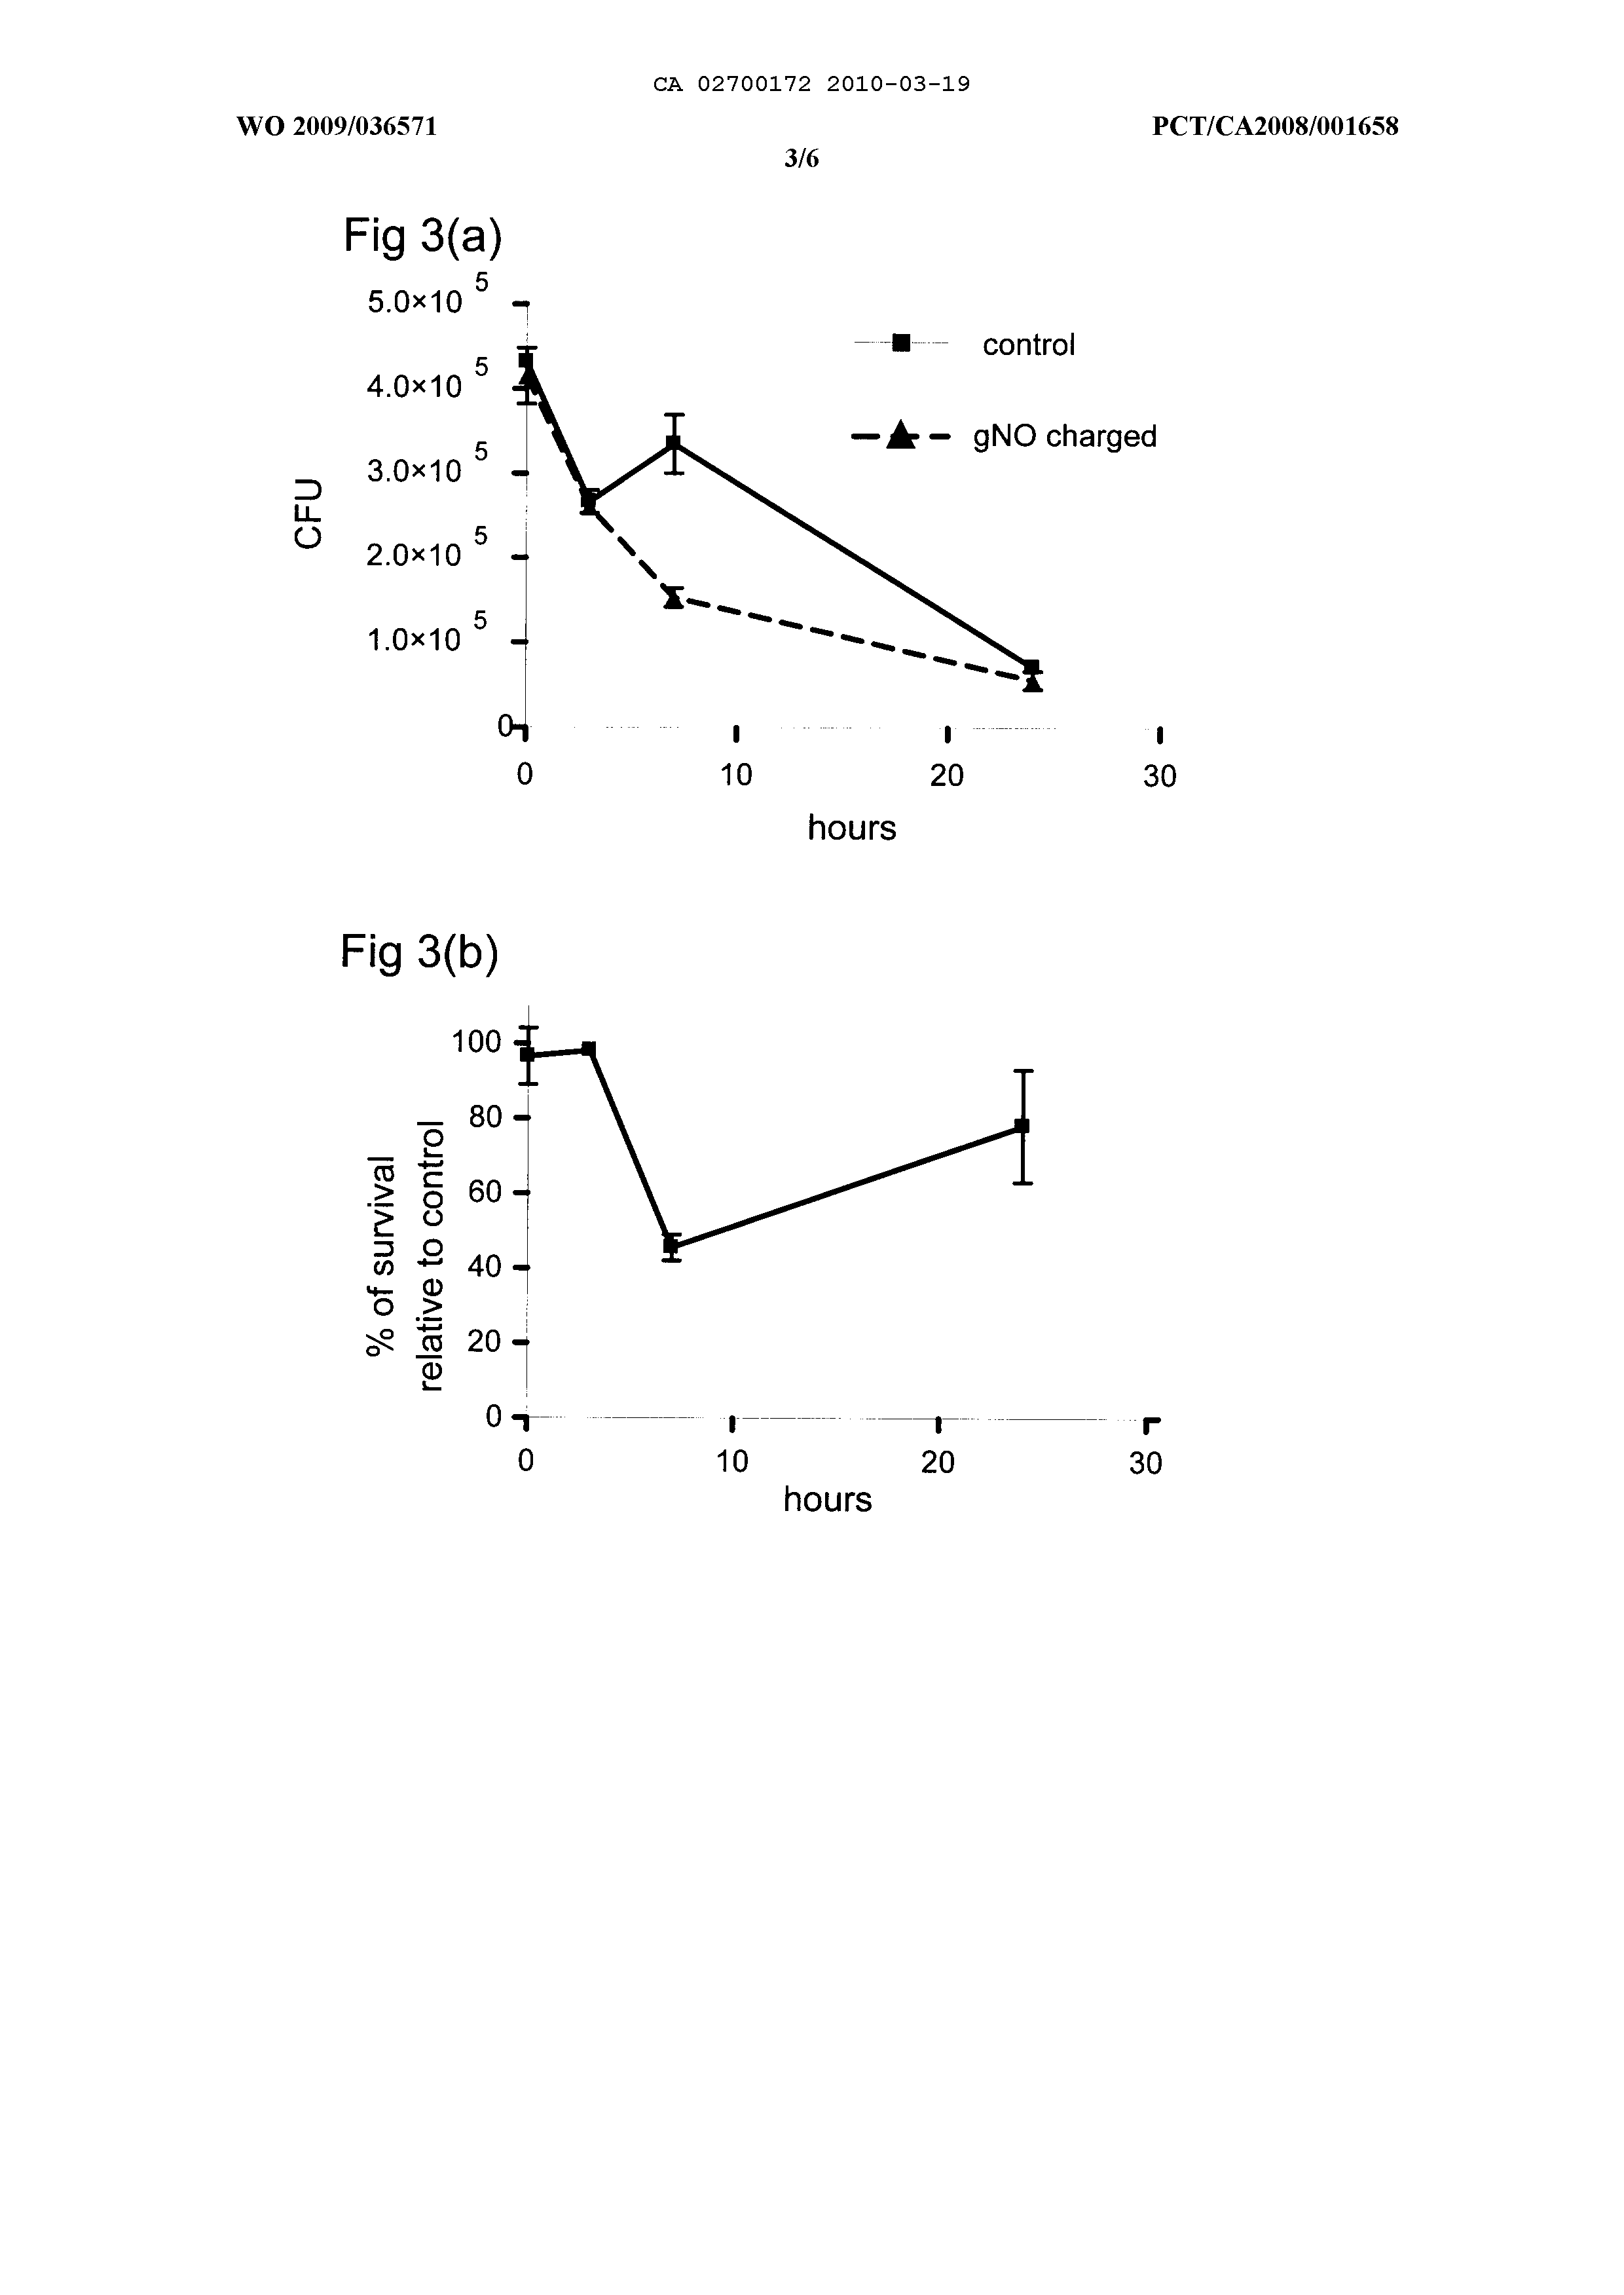 CA 02700172 2010-03-19
WO 2009/036571
PCT/CA2008/001658
3/6
Fig 3(a)
5.0×10 5
4.0×10 5
3.0×10 5
2.0×10 5
1.0×10 5
0
CFU
control
gNO charged
0 10 20 30
hours
Fig 3(b)
100
80
60
40
20
0
% of survival
relative to control
0 10 20 30
hours